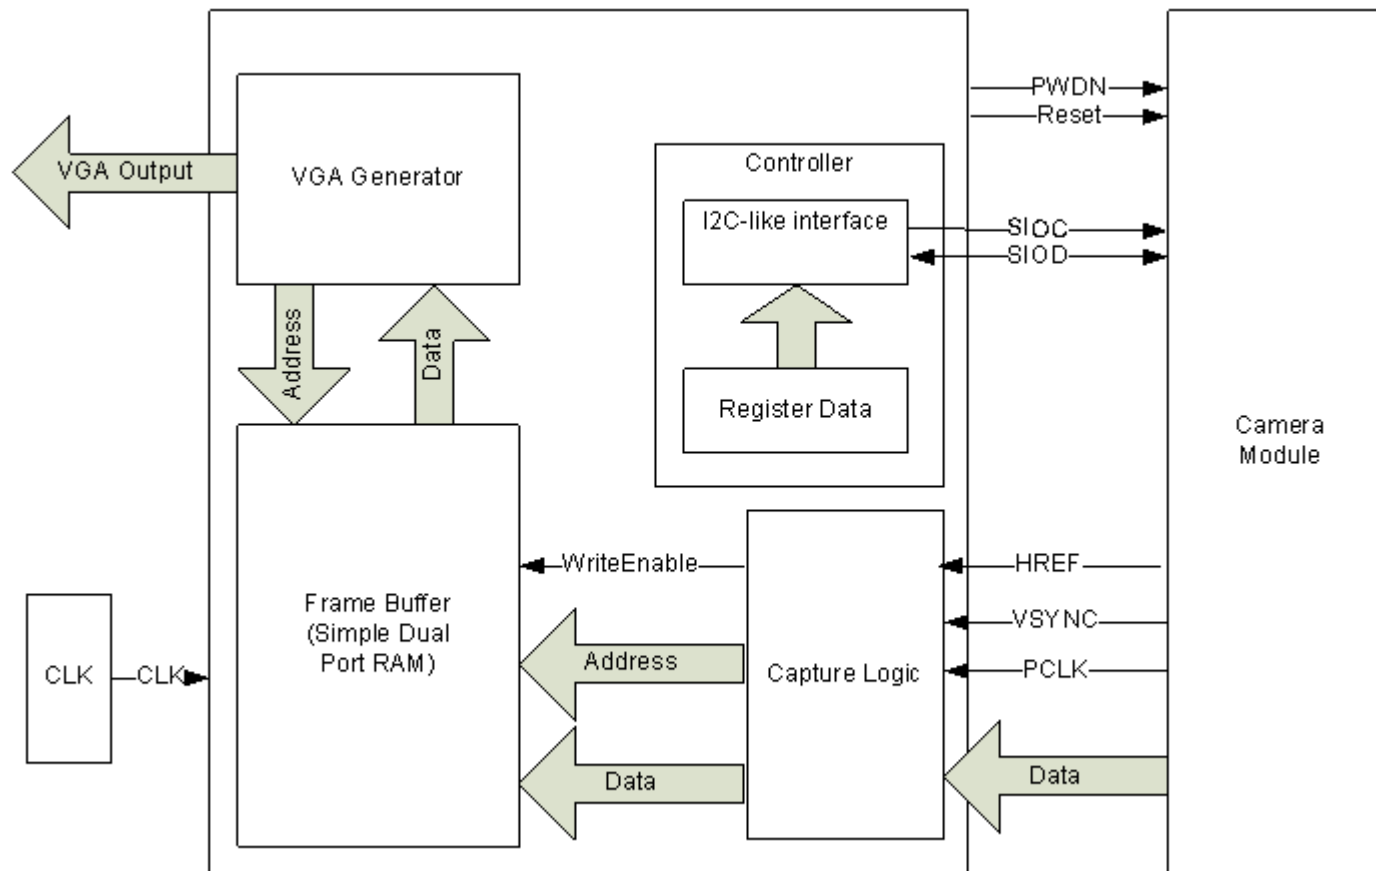 PWDN
Reset
VGA Output
VGA Generator
Controller
I2C-like interface
SIOC
SIOD
Address
Data
Register Data
Camera
Module
WriteEnable
HREF
Frame Buffer
(Simple Dual
Port RAM)
VSYNC
CLK
CLK
Address
Capture Logic
PCLK
Data
Data